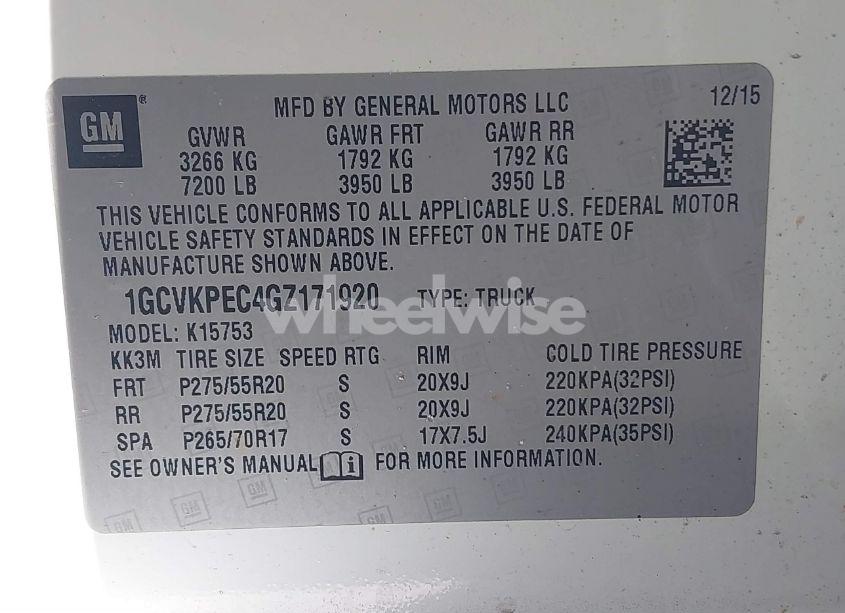 GM® MFD BY GENERAL MOTORS LLC 12/15
GVWR GAWR FRT GAWR RR
3266 KG 1792 KG 1792 KG
7200 LB 3950 LB 3950 LB
THIS VEHICLE CONFORMS TO ALL APPLICABLE U.S. FEDERAL MOTOR
VEHICLE SAFETY STANDARDS IN EFFECT ON THE DATE OF
MANUFACTURE SHOWN ABOVE.
1GCVKPEC4GZ171920 TYPE: TRUCK
wheelwise
MODEL: K15753
KK3M TIRE SIZE SPEED RTG RIM COLD TIRE PRESSURE
FRT P275/55R20 S 20X9J 220KPA(32PSI)
RR P275/55R20 S 20X9J 220KPA(32PSI)
SPA P265/70R17 S 17X7.5J 240KPA(35PSI)
SEE OWNER'S MANUAL i FOR MORE INFORMATION.